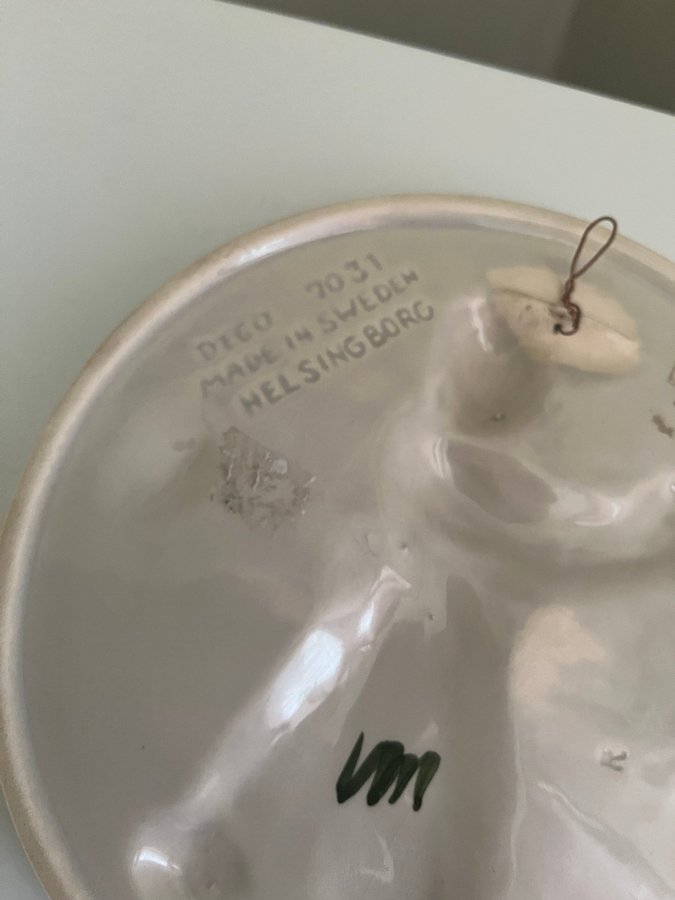 DECO 7031
MADE IN SWEDEN
HELSINGBORG
K